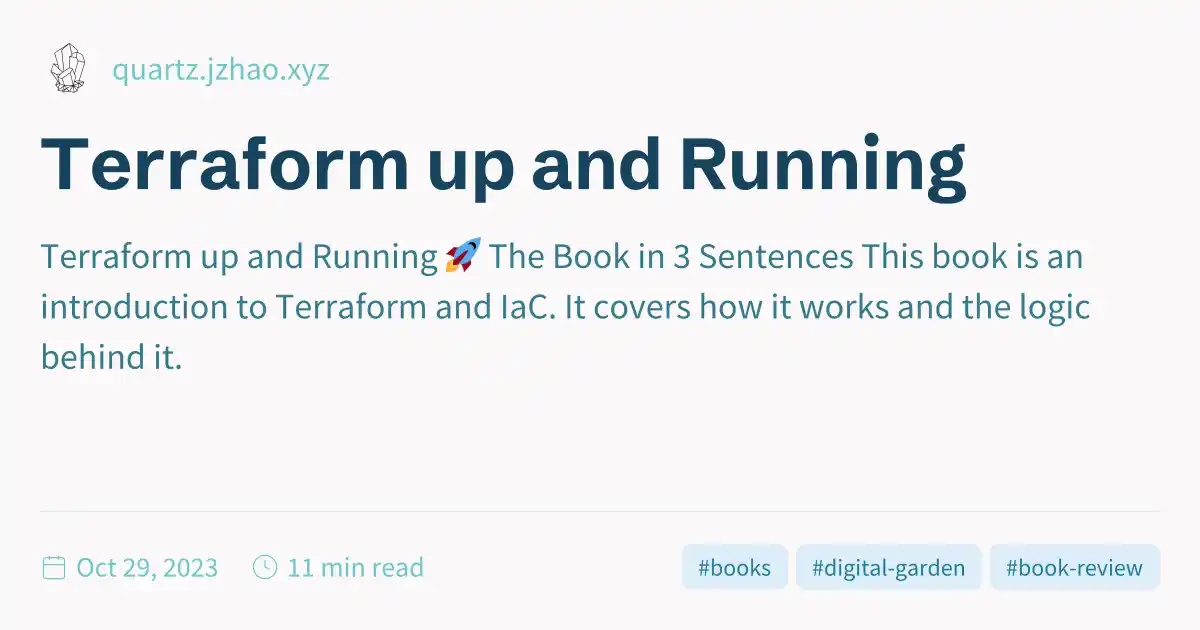 quartz.jzhao.xyz
Terraform up and Running
Terraform up and Running 🚀 The Book in 3 Sentences This book is an
introduction to Terraform and IaC. It covers how it works and the logic
behind it.
Oct 29, 2023 11 min read #books #digital-garden #book-review